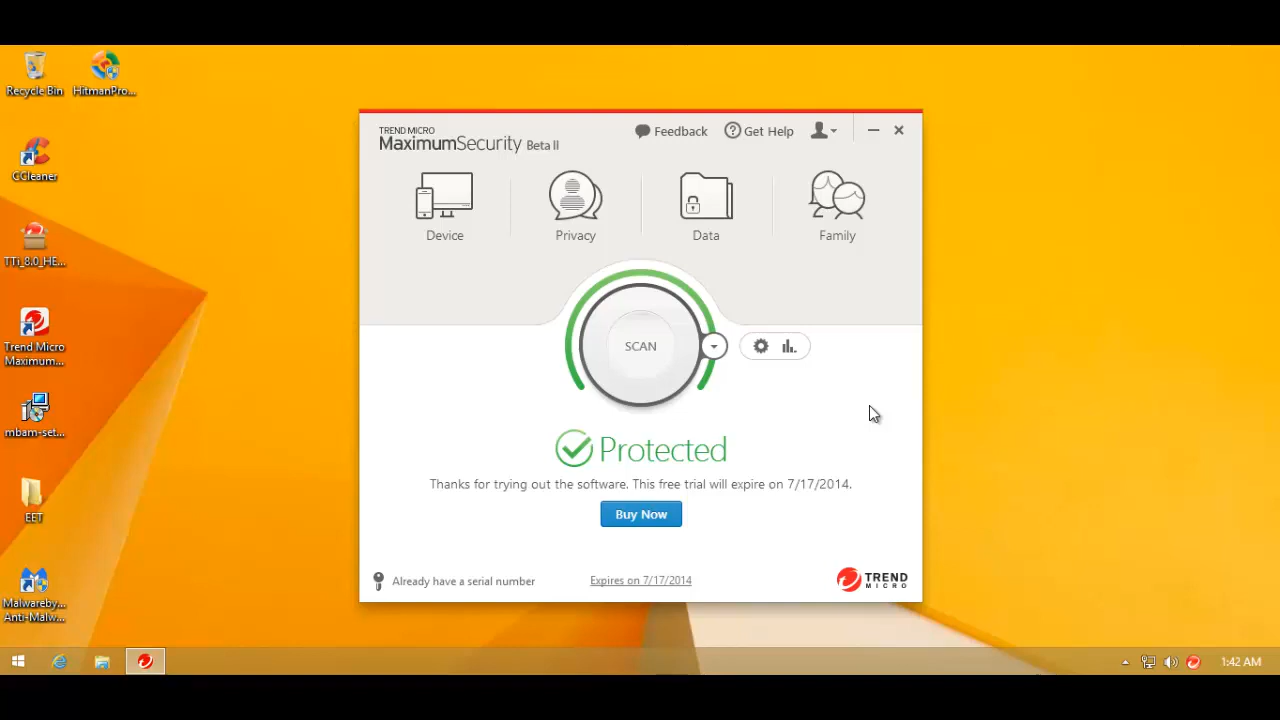 Recycle Bin
HitmanPro...
CCleaner
TTi_8.0_HE...
Trend Micro
Maximum...
mbam-set...
EET
Malwareby...
Anti-Malw...
TREND MICRO
MaximumSecurity Beta II
Feedback
Get Help
Device
Privacy
Data
Family
SCAN
Protected
Thanks for trying out the software. This free trial will expire on 7/17/2014.
Buy Now
Already have a serial number
Expires on 7/17/2014
TREND
MICRO
1:42 AM